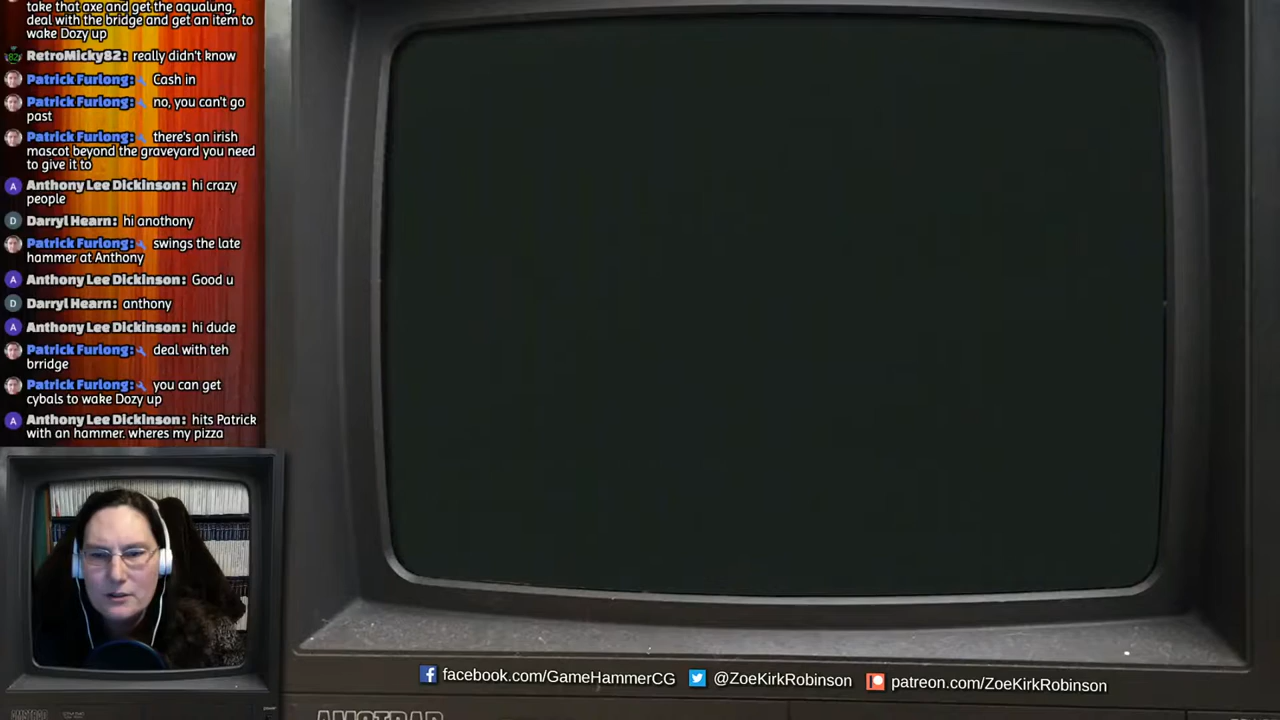 take that axe and get the aqualung,
deal with the bridge and get an item to
wake Dozy up
RetroMicky82: really didn't know
Patrick Furlong: Cash in
Patrick Furlong: no, you can't go
past
Patrick Furlong: there's an irish
mascot beyond the graveyard you need
to give it to
Anthony Lee Dickinson: hi crazy
people
Darryl Hearn: hi anothony
Patrick Furlong: swings the late
hammer at Anthony
Anthony Lee Dickinson: Good u
Darryl Hearn: anthony
Anthony Lee Dickinson: hi dude
Patrick Furlong: deal with teh
brridge
Patrick Furlong: you can get
cybals to wake Dozy up
Anthony Lee Dickinson: hits Patrick
with an hammer. wheres my pizza
facebook.com/GameHammerCG @ZoeKirkRobinson patreon.com/ZoeKirkRobinson
AMSTRAD